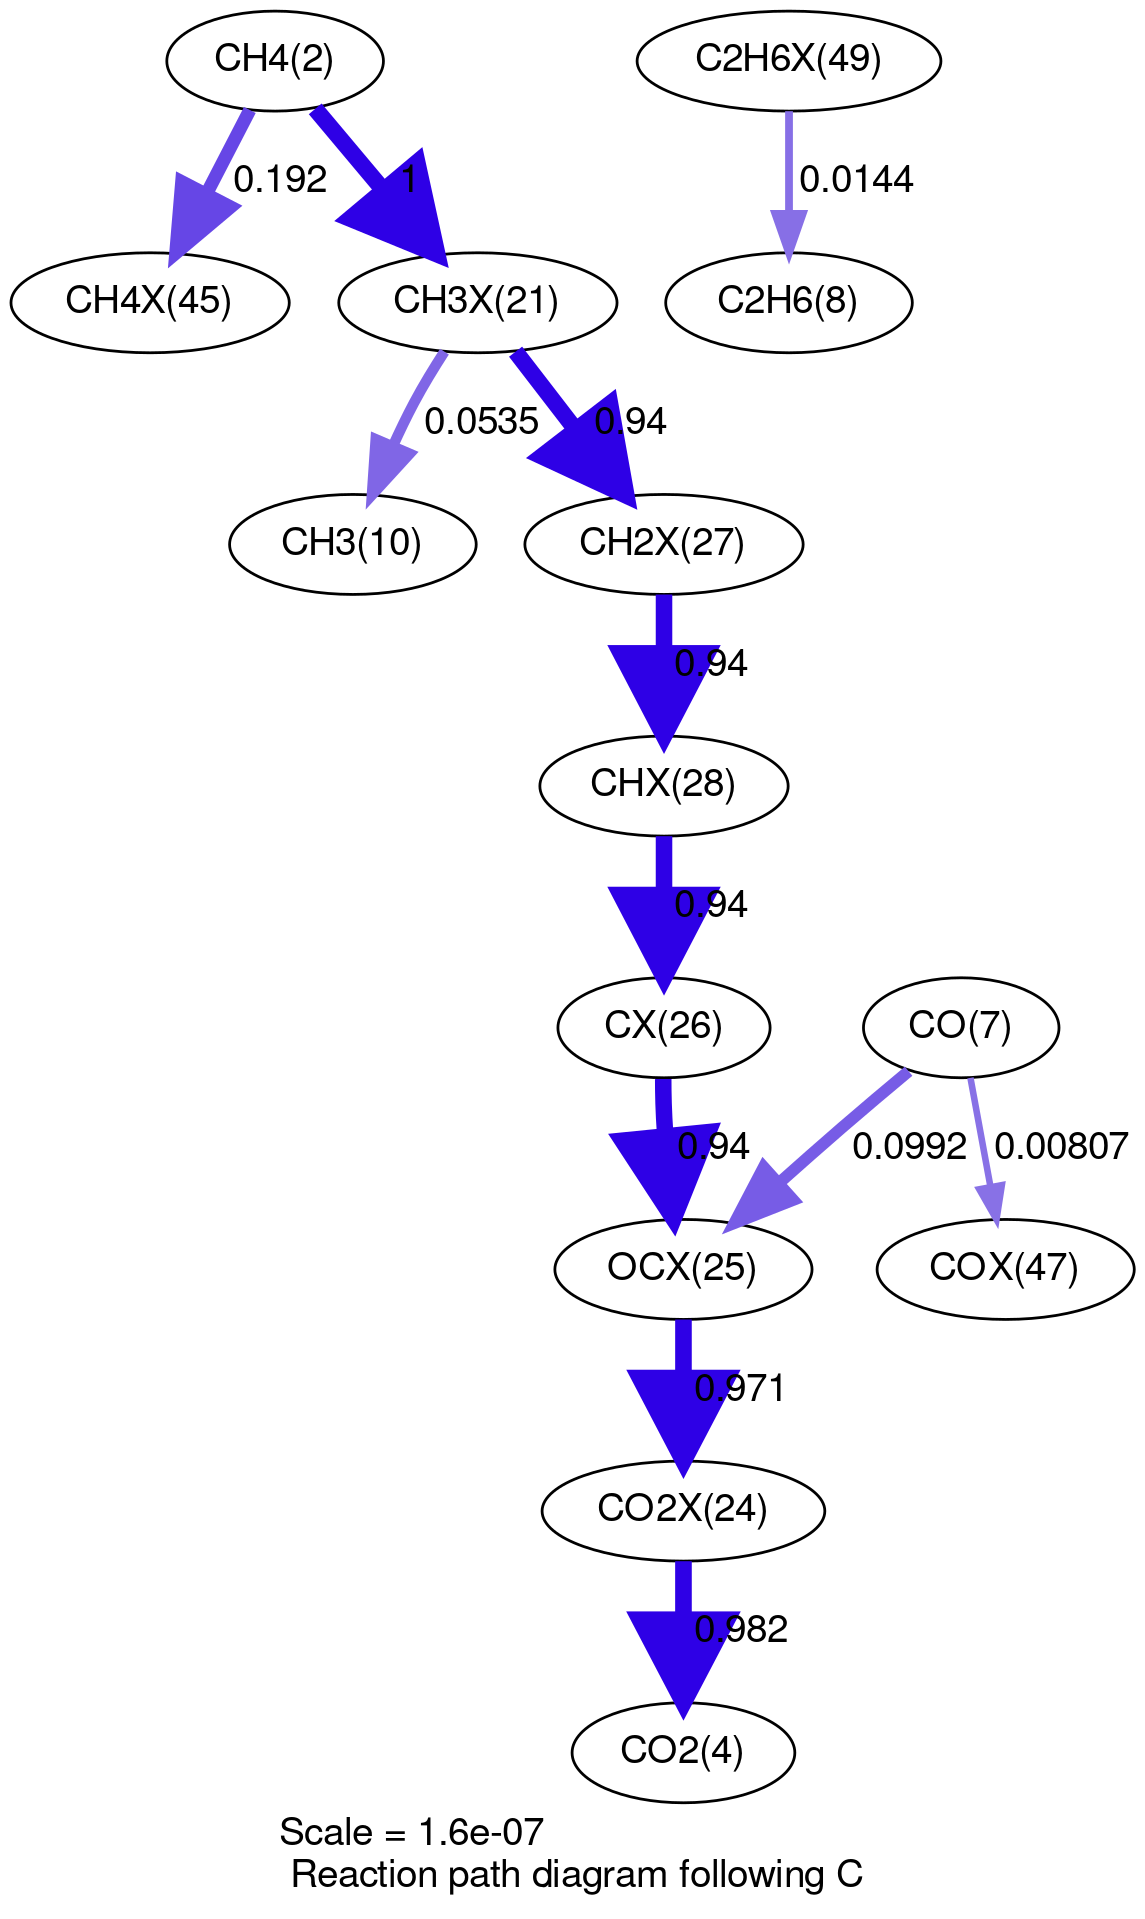 CH4(2)
C2H6X(49)
0.192
1
0.0144
CH4X(45)
CH3X(21)
C2H6(8)
0.0535
0.94
CH3(10)
CH2X(27)
0.94
CHX(28)
0.94
CX(26)
CO(7)
0.94
0.0992
0.00807
OCX(25)
COX(47)
0.971
CO2X(24)
0.982
CO2(4)
Scale = 1.6e-07
Reaction path diagram following C